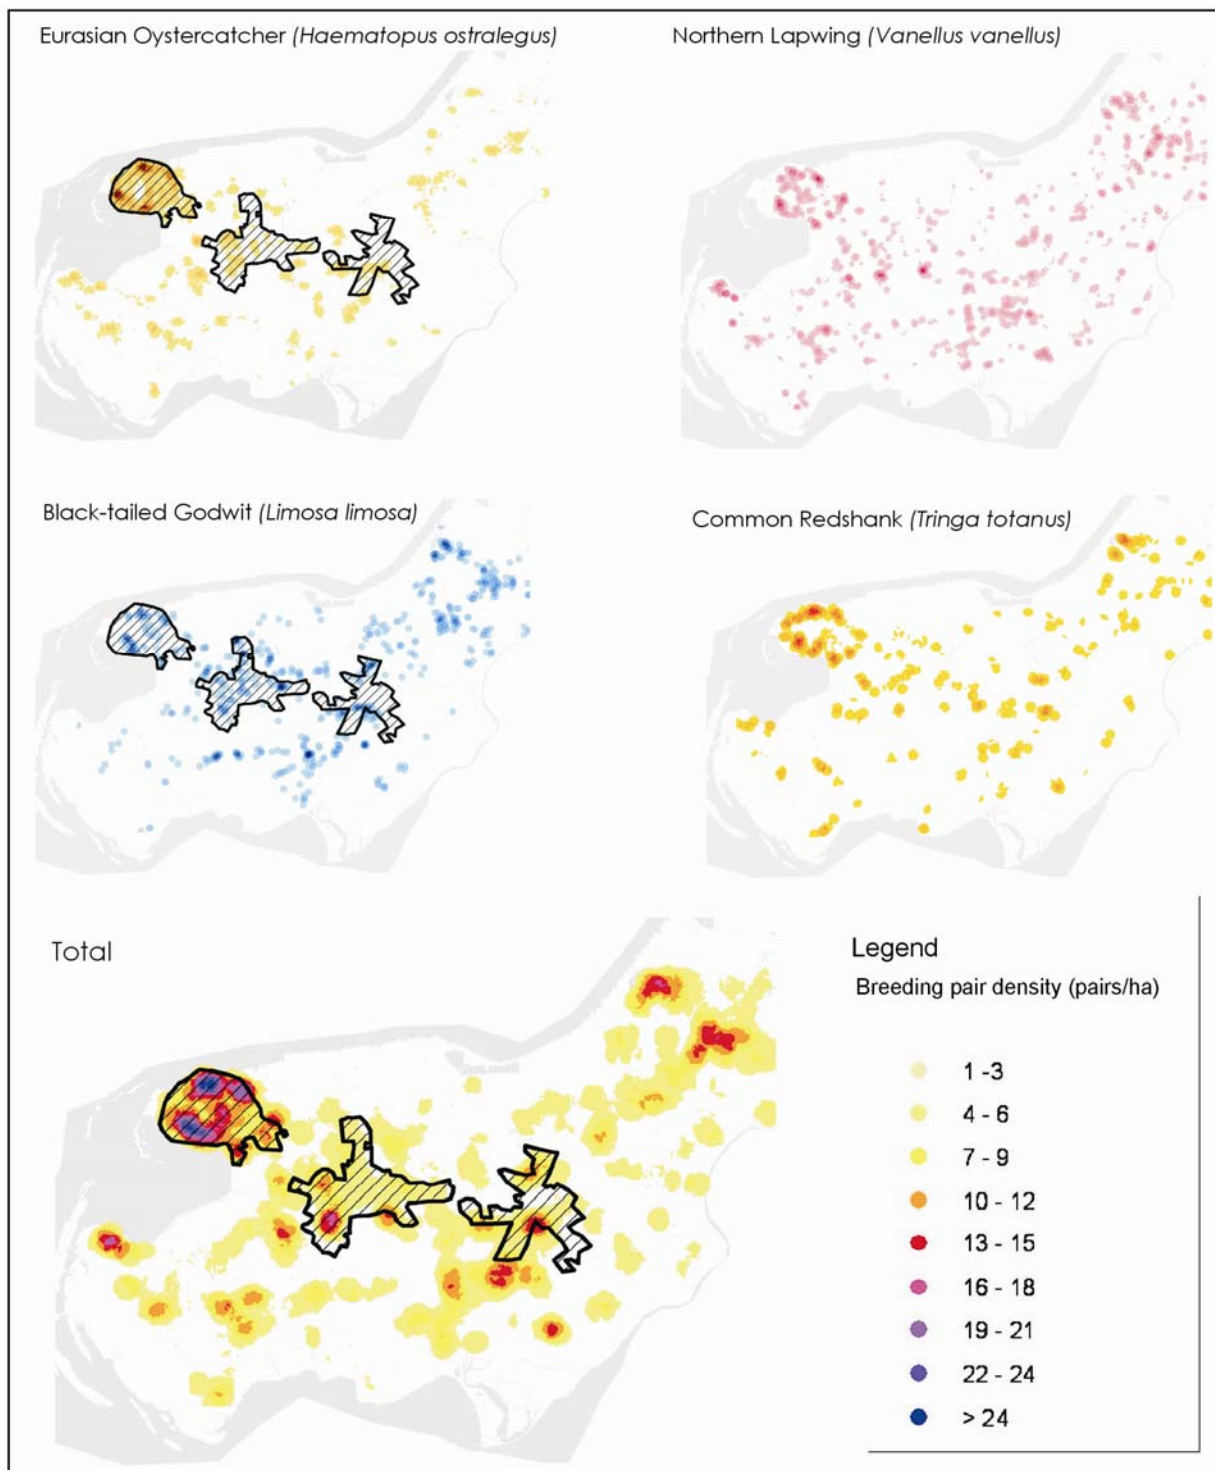 Eurasian Oystercatcher (Haematopus ostralegus)
Northern Lapwing (Vanellus vanellus)
Black-tailed Godwit (Limosa limosa)
Common Redshank (Tringa totanus)
Total
Legend
Breeding pair density (pairs/ha)
1 -3
4 - 6
7 - 9
10 - 12
13 - 15
16 - 18
19 - 21
22 - 24
> 24